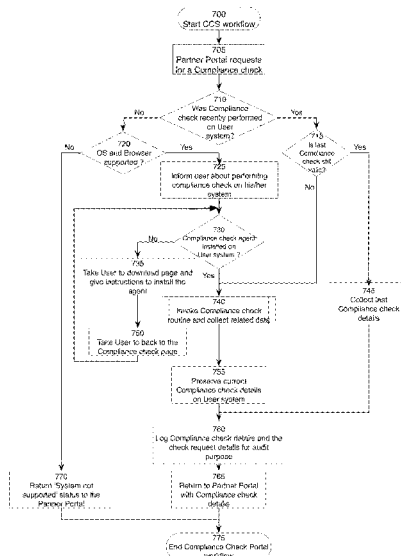 700
Start CCS workflow
705
Partner Portal requests
for a Compliance check
710
Was Compliance
check recently performed
on User
system?
No
Yes
720
OS and Browser
supported ?
715
Is last
Compliance
check still
valid?
Yes
No
Yes
No
725
Inform user about performing
compliance check on his/her
system
730
Compliance check agent
installed on
User system ?
No
Yes
735
Take User to download page and
give instructions to install the
agent
740
Invoke Compliance check
routine and collect related data
745
Collect last
Compliance check
details
750
Take User to back to the
Compliance check page
755
Preserve current
Compliance check details
on User system
760
Log Compliance check details and the
check request details for audit
purpose
770
Return 'System not
supported' status to the
Partner Portal
765
Return to Partner Portal
with Compliance check
details
775
End Compliance Check Portal
workflow